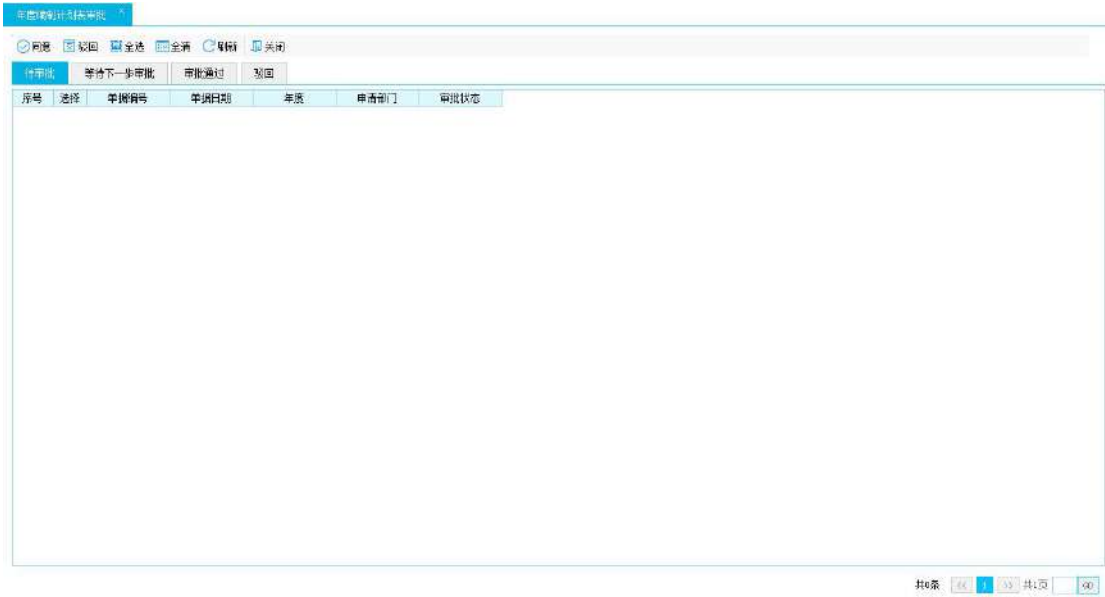 年度编制计划表审批 ×
同意 驳回 全选 全清 刷新 关闭
待审批 等待下一步审批 审批通过 驳回
序号 选择 单据编号 单据日期 年度 申请部门 审批状态
共0条 << 1 >> 共1页 GO